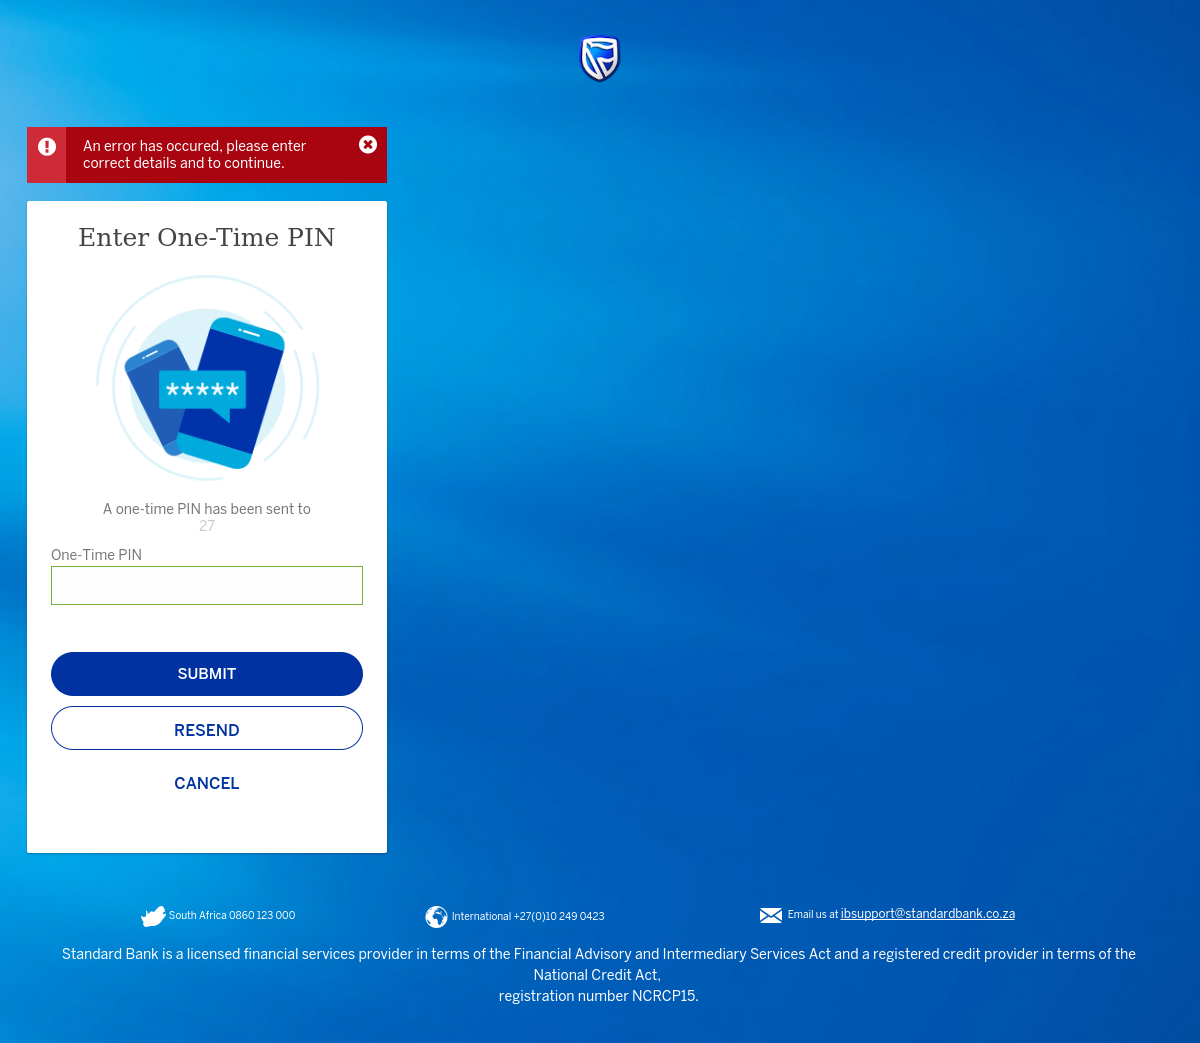 An error has occured, please enter
correct details and to continue.
Enter One-Time PIN
*****
A one-time PIN has been sent to
27
One-Time PIN
SUBMIT
RESEND
CANCEL
South Africa 0860 123 000
International +27(0)10 249 0423
Email us at ibsupport@standardbank.co.za
Standard Bank is a licensed financial services provider in terms of the Financial Advisory and Intermediary Services Act and a registered credit provider in terms of the
National Credit Act,
registration number NCRCP15.